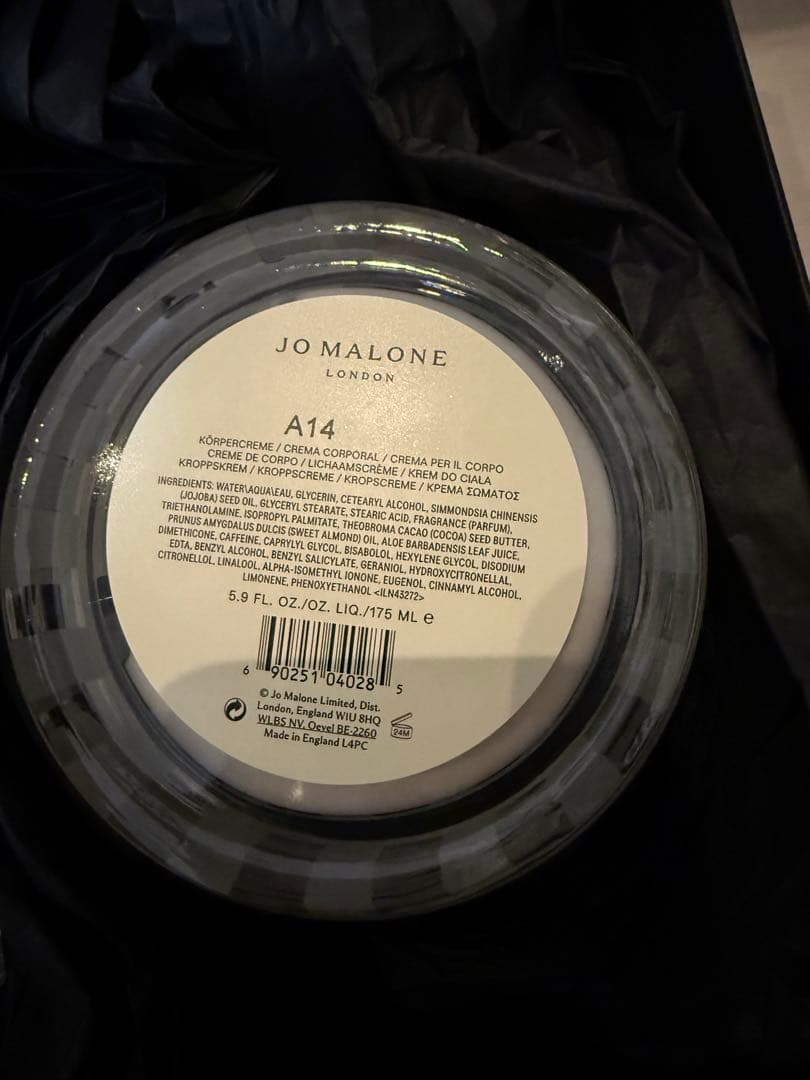 JO MALONE
LONDON
A14
KÖRPERCREME / CREMA CORPORAL / CREMA PER IL CORPO
CRÈME DE CORPO / LICHAAMSCRÈME / KREM DO CIAŁA
KROPPSKREM / KROPPSCREME / KROPSCREME / ΚΡΕΜΑ ΣΩΜΑΤΟΣ
INGREDIENTS: WATER\AQUA\EAU, GLYCERIN, CETEARYL ALCOHOL, SIMMONDSIA CHINENSIS
(JOJOBA) SEED OIL, GLYCERYL STEARATE, STEARIC ACID, FRAGRANCE (PARFUM),
TRIETHANOLAMINE, ISOPROPYL PALMITATE, THEOBROMA CACAO (COCOA) SEED BUTTER,
PRUNUS AMYGDALUS DULCIS (SWEET ALMOND) OIL, ALOE BARBADENSIS LEAF JUICE,
DIMETHICONE, CAFFEINE, CAPRYLYL GLYCOL, BISABOLOL, HEXYLENE GLYCOL, DISODIUM
EDTA, BENZYL ALCOHOL, BENZYL SALICYLATE, GERANIOL, HYDROXYCITRONELLAL,
CITRONELLOL, LINALOOL, ALPHA-ISOMETHYL IONONE, EUGENOL, CINNAMYL ALCOHOL,
LIMONENE, PHENOXYETHANOL <ILN43272>
5.9 FL. OZ./OZ. LIQ./175 ML e
6 90251 04028 5
© Jo Malone Limited, Dist.
London, England W1U 8HQ
WLBS NV. Oevel BE-2260
Made in England L4PC
24M